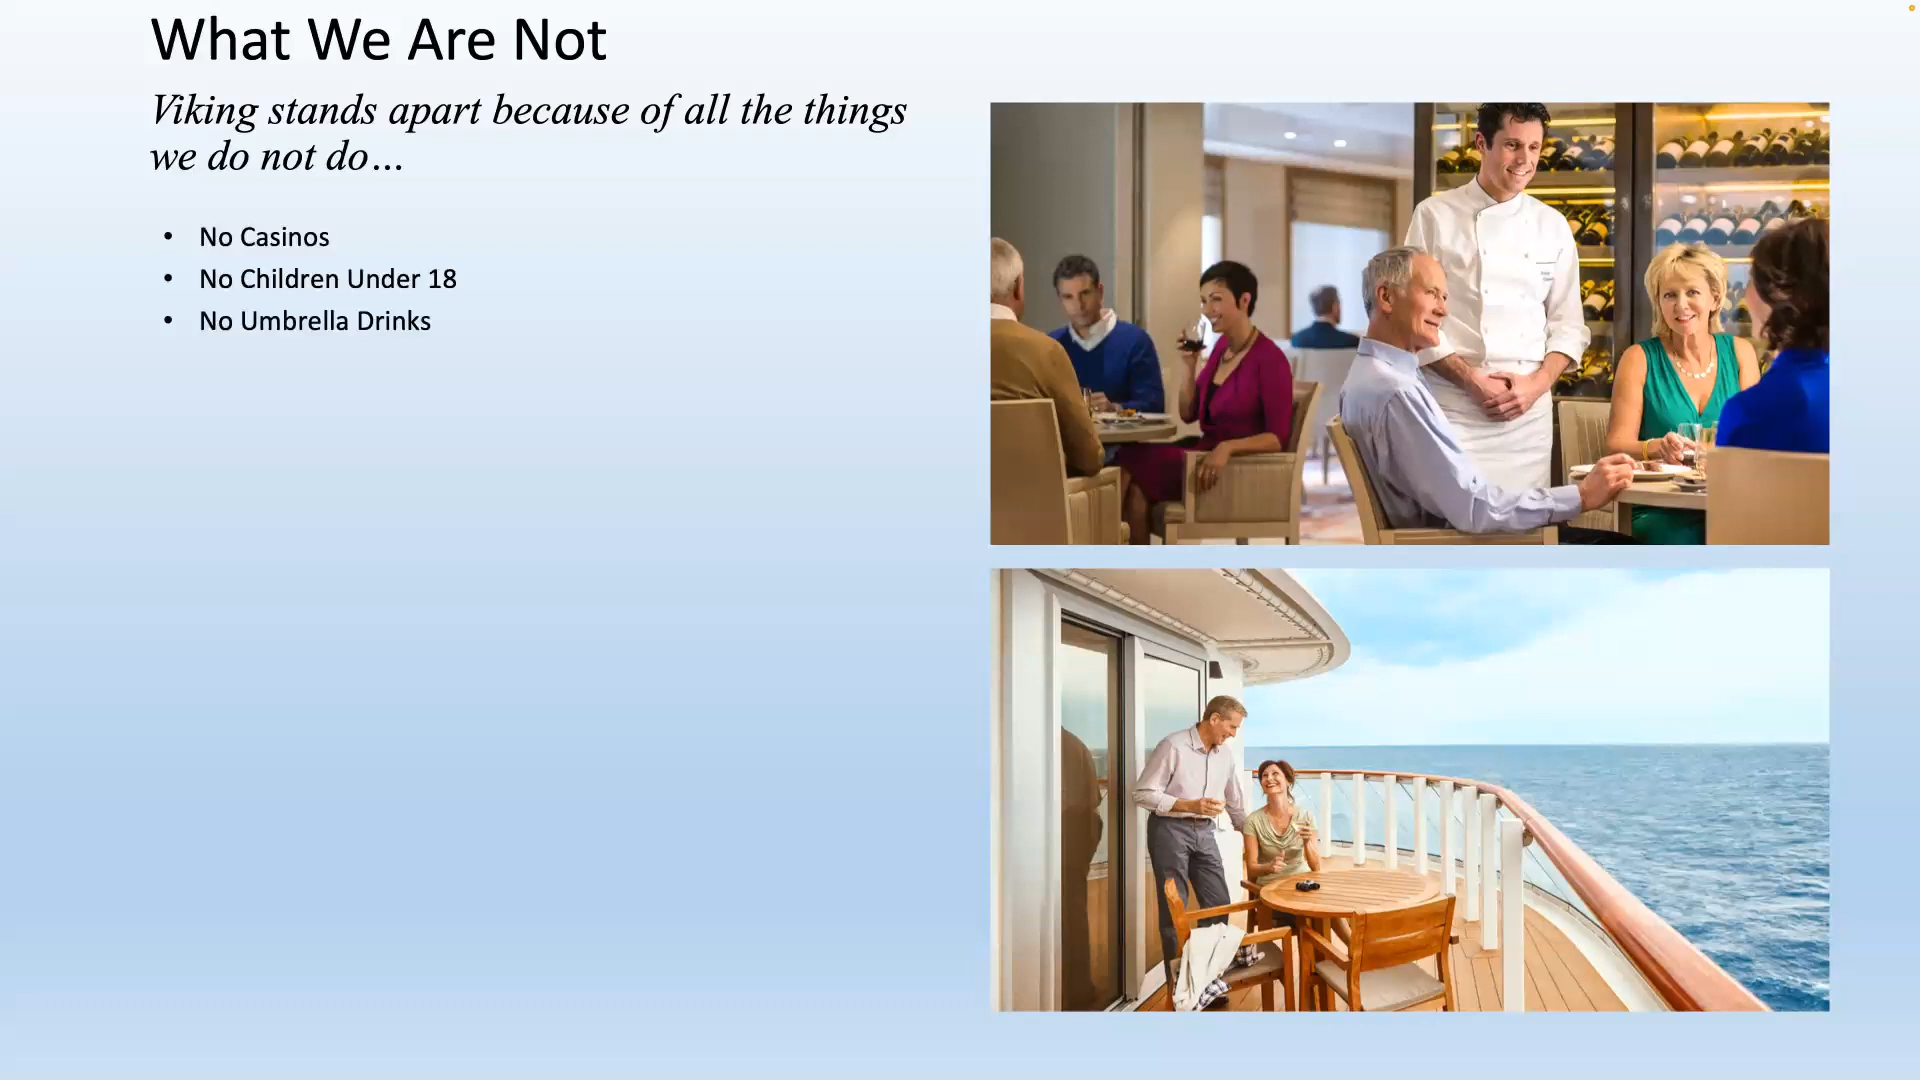 What We Are Not
Viking stands apart because of all the things
we do not do…
• No Casinos
• No Children Under 18
• No Umbrella Drinks